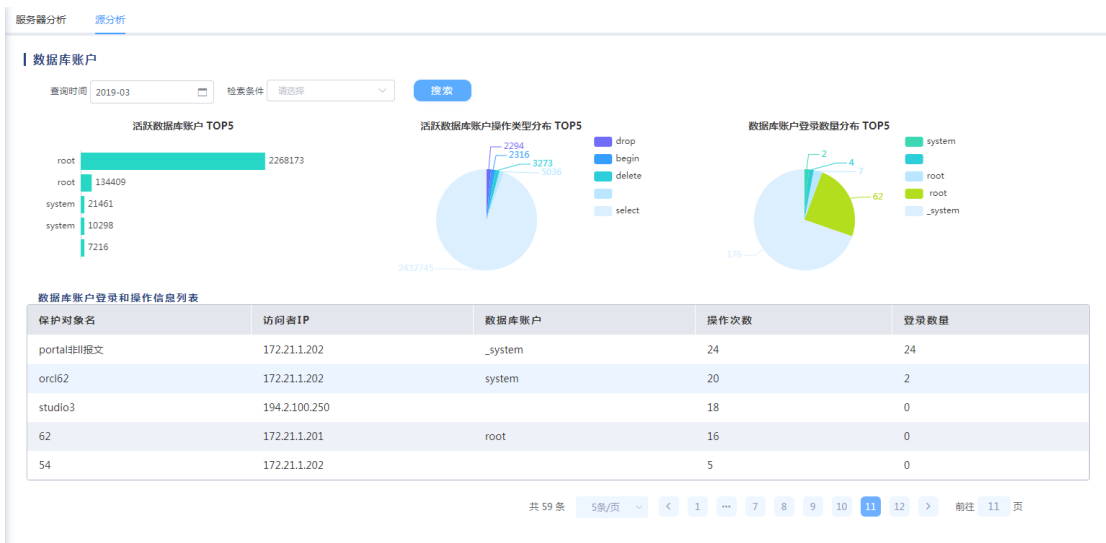 服务器分析 源分析
数据库账户
查询时间 2019-03 检索条件 请选择 搜索
活跃数据库账户 TOP5
root 2268173
root 134409
system 21461
system 10298
7216
活跃数据库账户操作类型分布 TOP5
2294
2316
3273
5036
2432745
drop
begin
delete
select
数据库账户登录数量分布 TOP5
2
4
7
62
176
system
root
root
_system
数据库账户登录和操作信息列表
保护对象名 访问者IP 数据库账户 操作次数 登录数量
portal非II报文 172.21.1.202 _system 24 24
orcl62 172.21.1.202 system 20 2
studio3 194.2.100.250 18 0
62 172.21.1.201 root 16 0
54 172.21.1.202 5 0
共 59 条 5条/页 < 1 ··· 7 8 9 10 11 12 > 前往 11 页